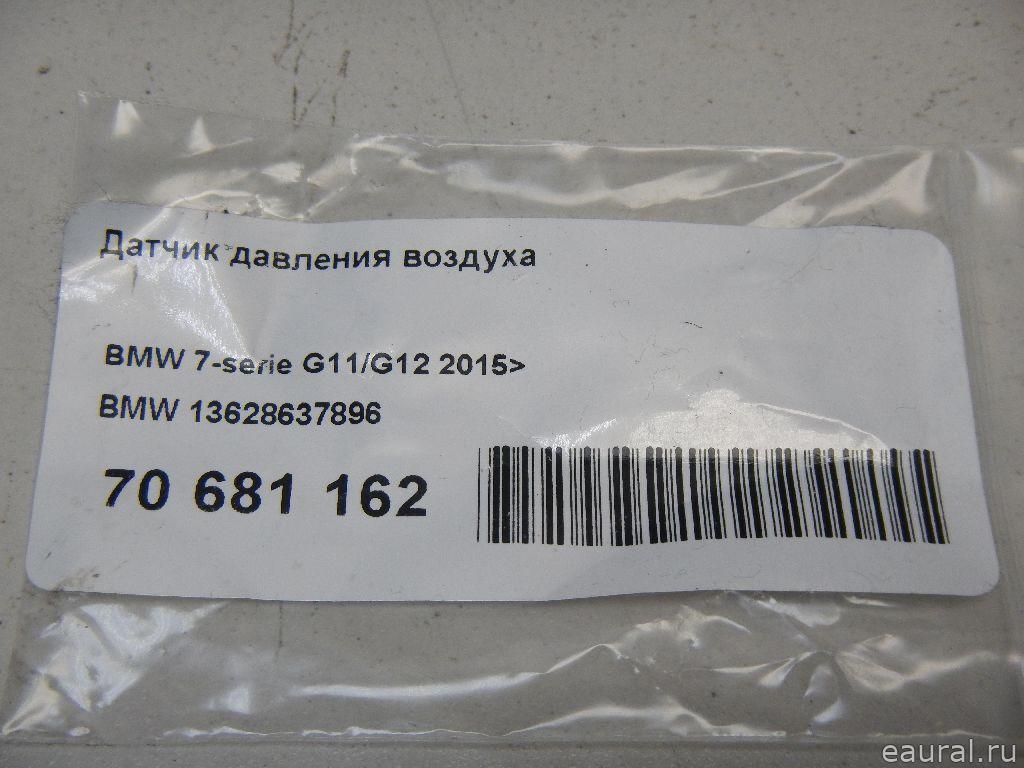 Датчик давления воздуха
BMW 7-serie G11/G12 2015>
BMW 13628637896
70 681 162
eaural.ru